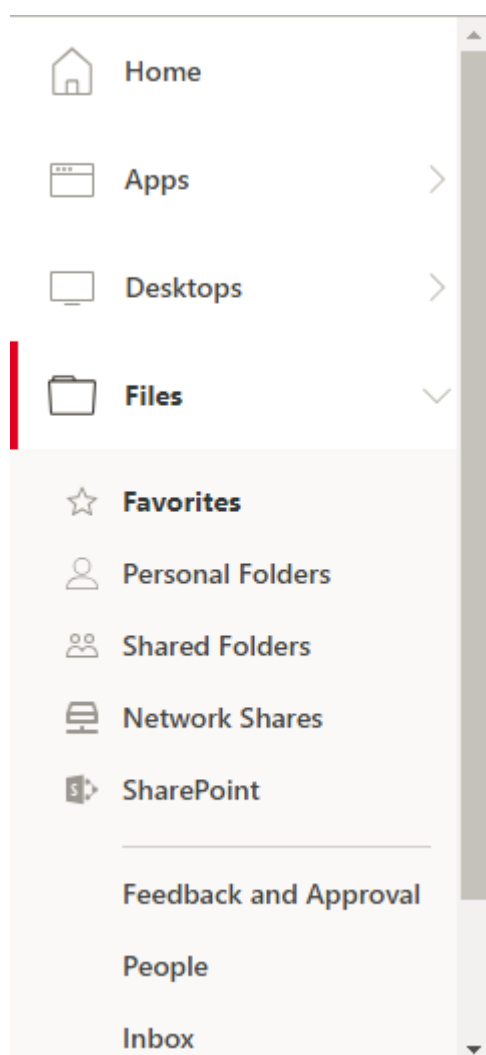 Home
Apps
Desktops
Files
Favorites
Personal Folders
Shared Folders
Network Shares
SharePoint
Feedback and Approval
People
Inbox